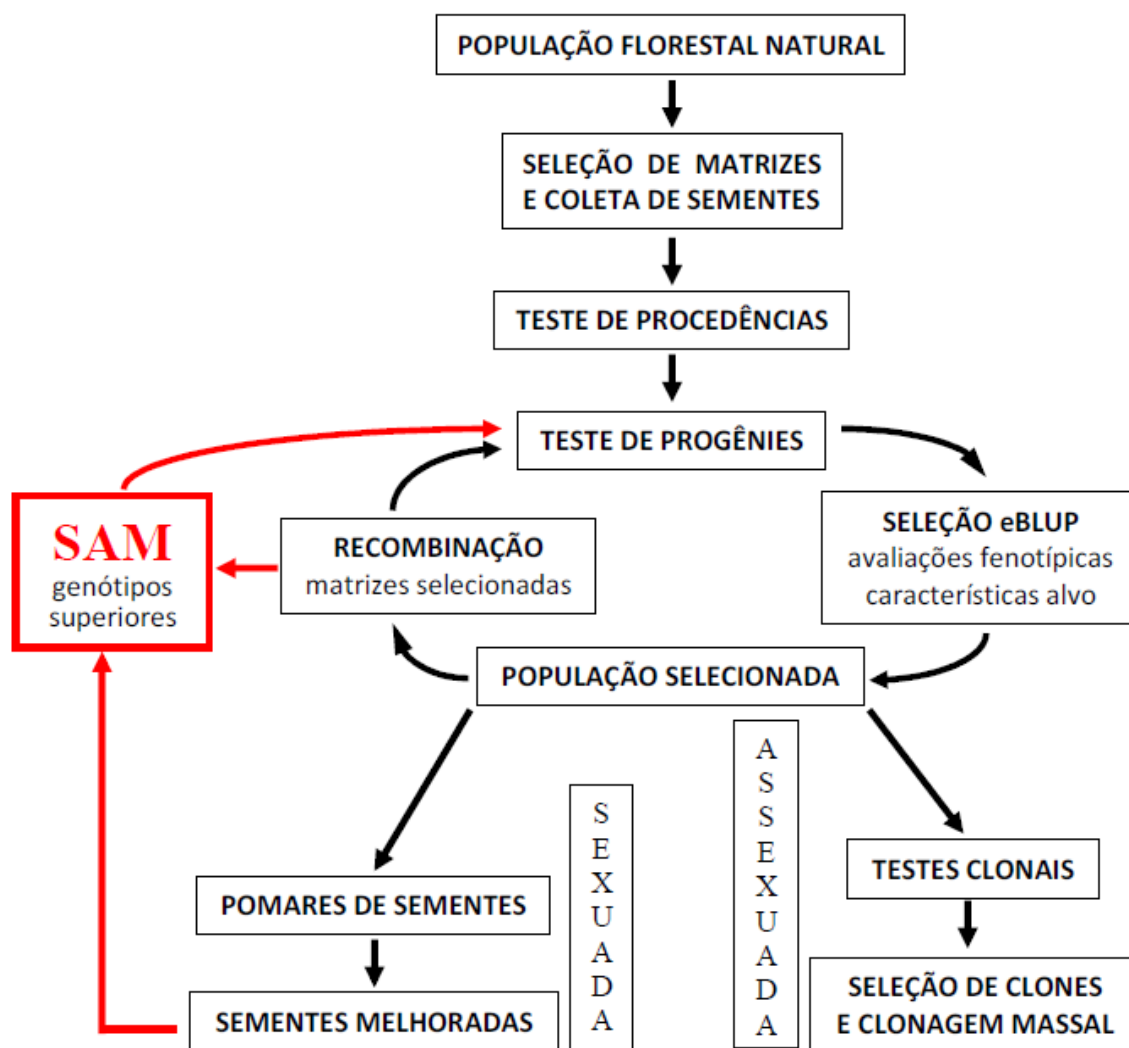 POPULAÇÃO FLORESTAL NATURAL
SELEÇÃO DE MATRIZES
E COLETA DE SEMENTES
TESTE DE PROCEDÊNCIAS
TESTE DE PROGÊNIES
SAM
genótipos
superiores
RECOMBINAÇÃO
matrizes selecionadas
SELEÇÃO eBLUP
avaliações fenotípicas
características alvo
POPULAÇÃO SELECIONADA
SEXUADA
ASSEXUADA
POMARES DE SEMENTES
SEMENTES MELHORADAS
TESTES CLONAIS
SELEÇÃO DE CLONES
E CLONAGEM MASSAL